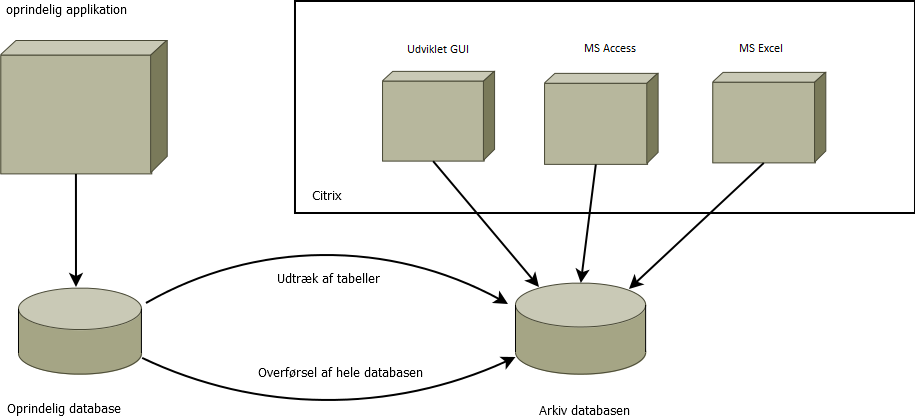 oprindelig applikation
Udviklet GUI
MS Access
MS Excel
Citrix
Udtræk af tabeller
Overførsel af hele databasen
Oprindelig database
Arkiv databasen